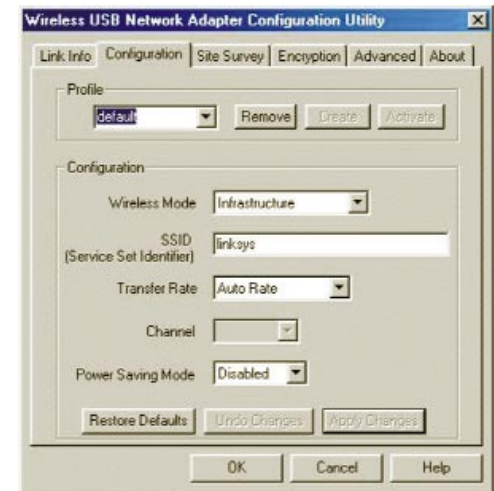 Wireless USB Network Adapter Configuration Utility
Link Info Configuration Site Survey Encryption Advanced About
Profile
default Remove Create Activate
Configuration
Wireless Mode Infrastructure
SSID
(Service Set Identifier) linksys
Transfer Rate Auto Rate
Channel
Power Saving Mode Disabled
Restore Defaults Undo Changes Apply Changes
OK Cancel Help